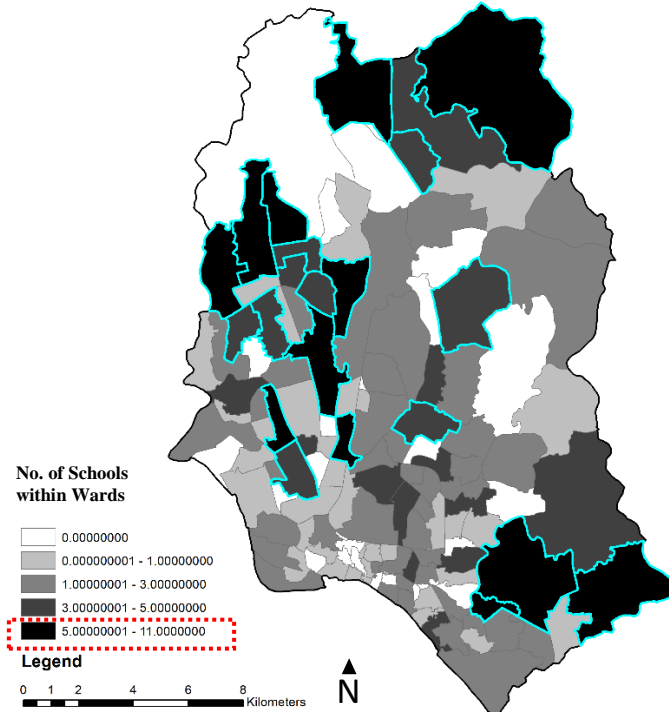 No. of Schools
within Wards
0.00000000
0.000000001 - 1.00000000
1.00000001 - 3.00000000
3.00000001 - 5.00000000
5.00000001 - 11.0000000
Legend
0 1 2 4 6 8
Kilometers
N